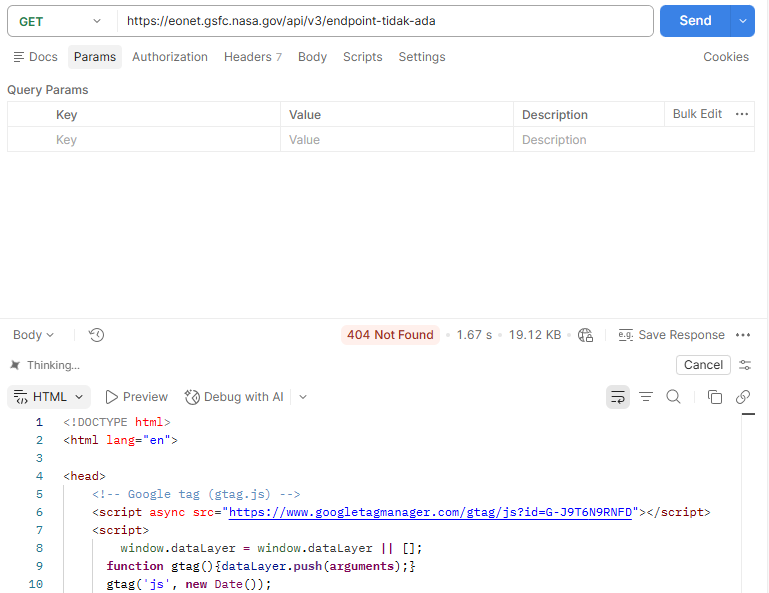 GET https://eonet.gsfc.nasa.gov/api/v3/endpoint-tidak-ada Send
Docs Params Authorization Headers 7 Body Scripts Settings Cookies
Query Params
Key Value Description Bulk Edit
Key Value Description
Body 404 Not Found 1.67 s 19.12 KB e.g. Save Response
Thinking... Cancel
HTML Preview Debug with AI
1 <!DOCTYPE html>
2 <html lang="en">
3
4 <head>
5 <!-- Google tag (gtag.js) -->
6 <script async src="https://www.googletagmanager.com/gtag/js?id=G-J9T6N9RNFD"></script>
7 <script>
8 window.dataLayer = window.dataLayer || [];
9 function gtag(){dataLayer.push(arguments);}
10 gtag('js', new Date());